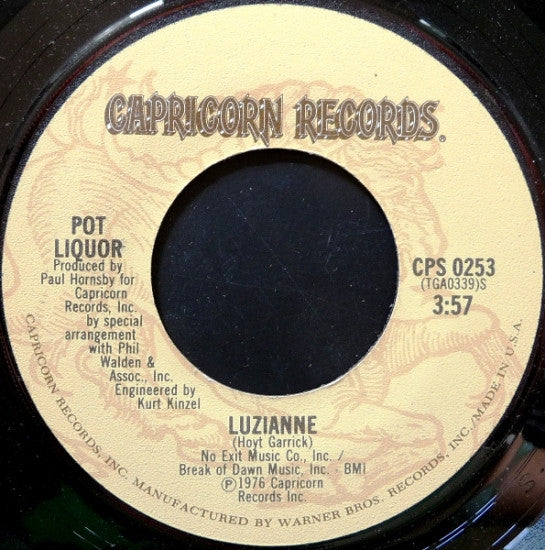 CAPRICORN RECORDS®
POT
LIQUOR
Produced by
Paul Hornsby for
Capricorn
Records, Inc.
by special
arrangement
with Phil
Walden &
Assoc., Inc.
Engineered by
Kurt Kinzel
CPS 0253
(TGA0339)S
3:57
LUZIANNE
(Hoyt Garrick)
No Exit Music Co., Inc. /
Break of Dawn Music, Inc. - BMI
℗1976 Capricorn
Records Inc.
CAPRICORN RECORDS, INC. MANUFACTURED BY WARNER BROS. RECORDS, INC./MADE IN U.S.A.